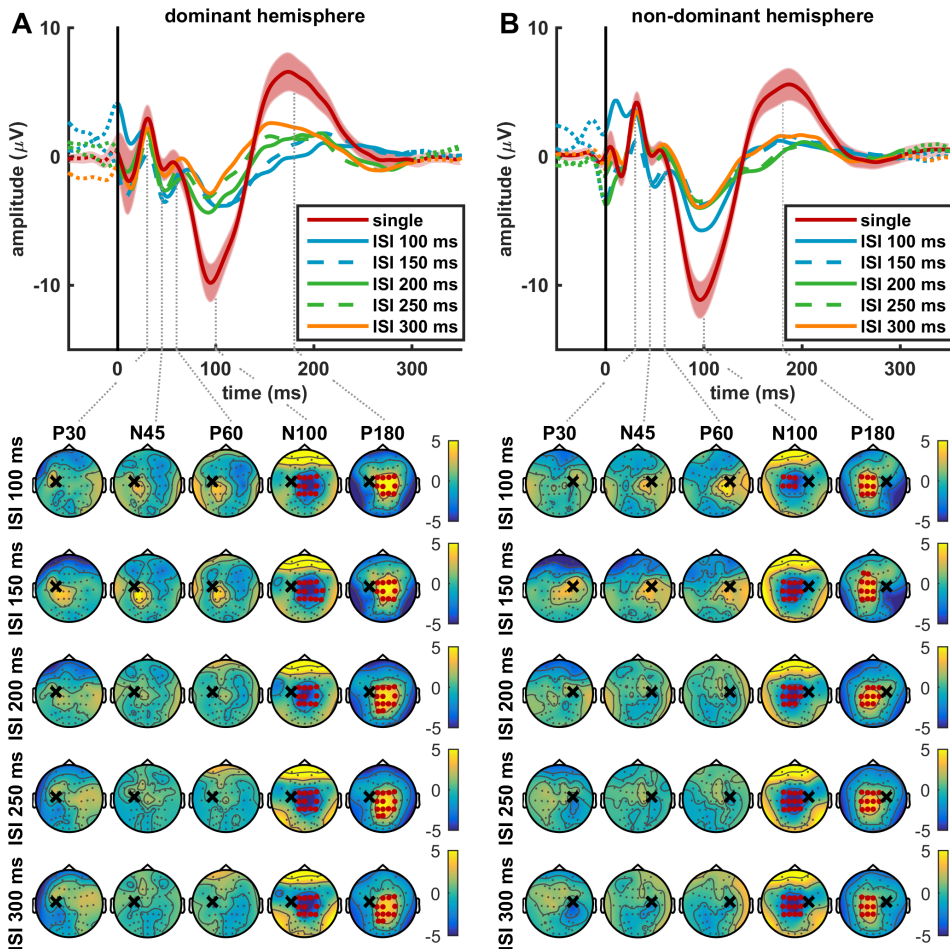 A dominant hemisphere
10
0
-10
amplitude (μV)
single
ISI 100 ms
ISI 150 ms
ISI 200 ms
ISI 250 ms
ISI 300 ms
0 100 200 300
time (ms)
P30 N45 P60 N100 P180
ISI 100 ms
5
0
-5
ISI 150 ms
5
0
-5
ISI 200 ms
5
0
-5
ISI 250 ms
5
0
-5
ISI 300 ms
5
0
-5
B non-dominant hemisphere
10
0
-10
amplitude (μV)
single
ISI 100 ms
ISI 150 ms
ISI 200 ms
ISI 250 ms
ISI 300 ms
0 100 200 300
time (ms)
P30 N45 P60 N100 P180
ISI 100 ms
5
0
-5
ISI 150 ms
5
0
-5
ISI 200 ms
5
0
-5
ISI 250 ms
5
0
-5
ISI 300 ms
5
0
-5